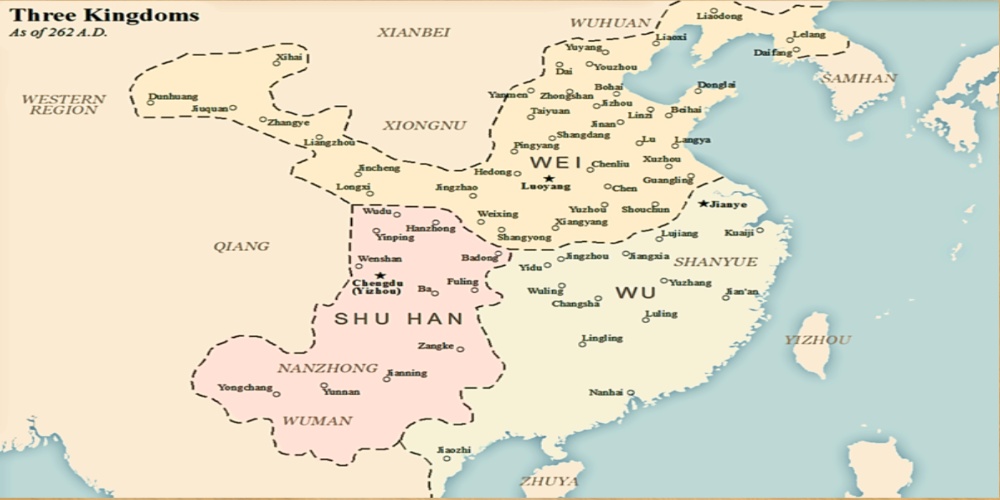 Three Kingdoms
As of 262 A.D.
XIANBEI
WUHUAN
Liaodong
Lelang
Daifang
Liaoxi
SAMHAN
Yuyang
Youzhou
Dai
Xihai
WESTERN
REGION
Dunhuang
Jiuquan
Zhangye
Liangzhou
XIONGNU
Yanmen
Zhongshan
Bohai
Jizhou
Donglai
Taiyuan
Linzi
Beihai
Jinan
Shangdang
Lu
Langya
Pingyang
WEI
Chenliu
Xuzhou
Jincheng
Hedong
Luoyang
Guangling
Longxi
Jingzhao
Chen
Jianye
Wudu
Weixing
Yuzhou
Shouchun
Hanzhong
Xiangyang
Yinping
Shangyong
Lujiang
Kuaiji
QIANG
Wenshan
Badong
Jingzhou
Jiangxia
SHANYUE
Yidu
Chengdu
(Yizhou)
Ba
Fuling
Wuling
WU
Yuzhang
Jian'an
Changsha
SHU HAN
Luling
Lingling
YIZHOU
Zangke
NANZHONG
Jianning
Yongchang
Yunnan
Nanhai
WUMAN
Jiaozhi
ZHUYA